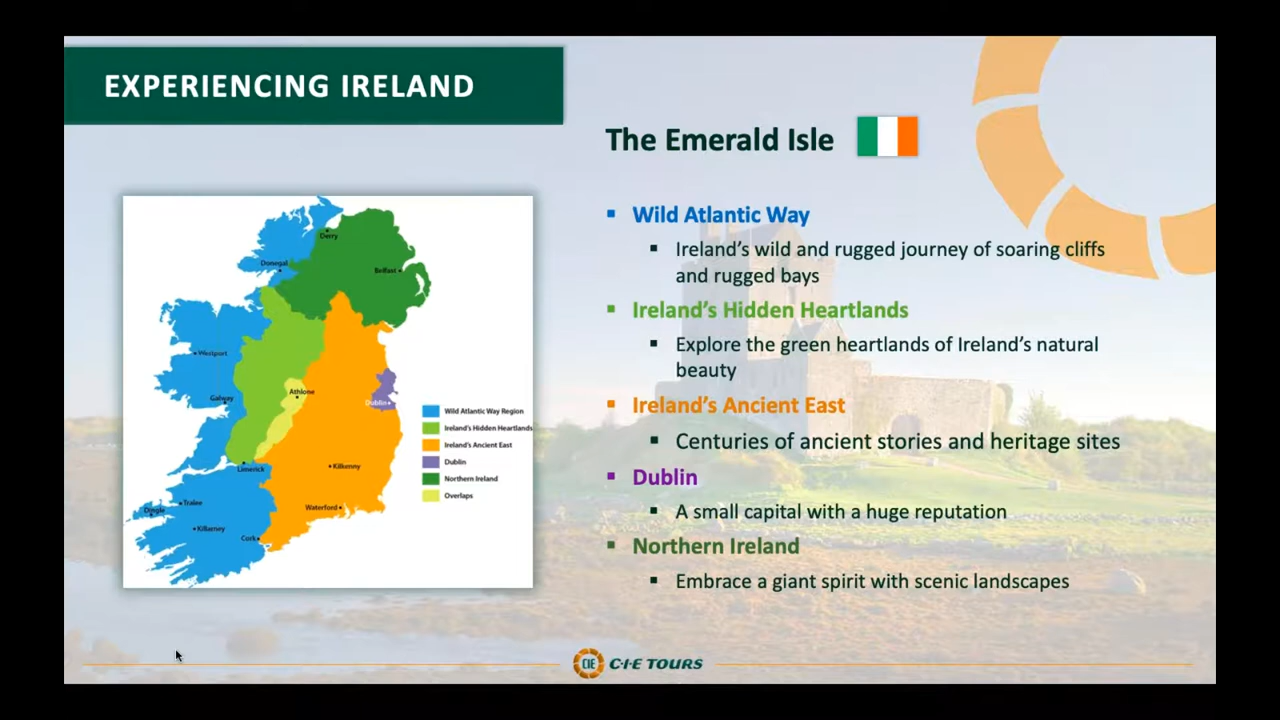 EXPERIENCING IRELAND
The Emerald Isle
Wild Atlantic Way
Ireland's wild and rugged journey of soaring cliffs
and rugged bays
Ireland's Hidden Heartlands
Explore the green heartlands of Ireland's natural
beauty
Ireland's Ancient East
Centuries of ancient stories and heritage sites
Dublin
A small capital with a huge reputation
Northern Ireland
Embrace a giant spirit with scenic landscapes
Derry
Donegal
Belfast
Westport
Galway
Athlone
Dublin
Limerick
Kilkenny
Tralee
Dingle
Waterford
Killarney
Cork
Wild Atlantic Way Region
Ireland's Hidden Heartlands
Ireland's Ancient East
Dublin
Northern Ireland
Overlaps
CIE C·I·E TOURS